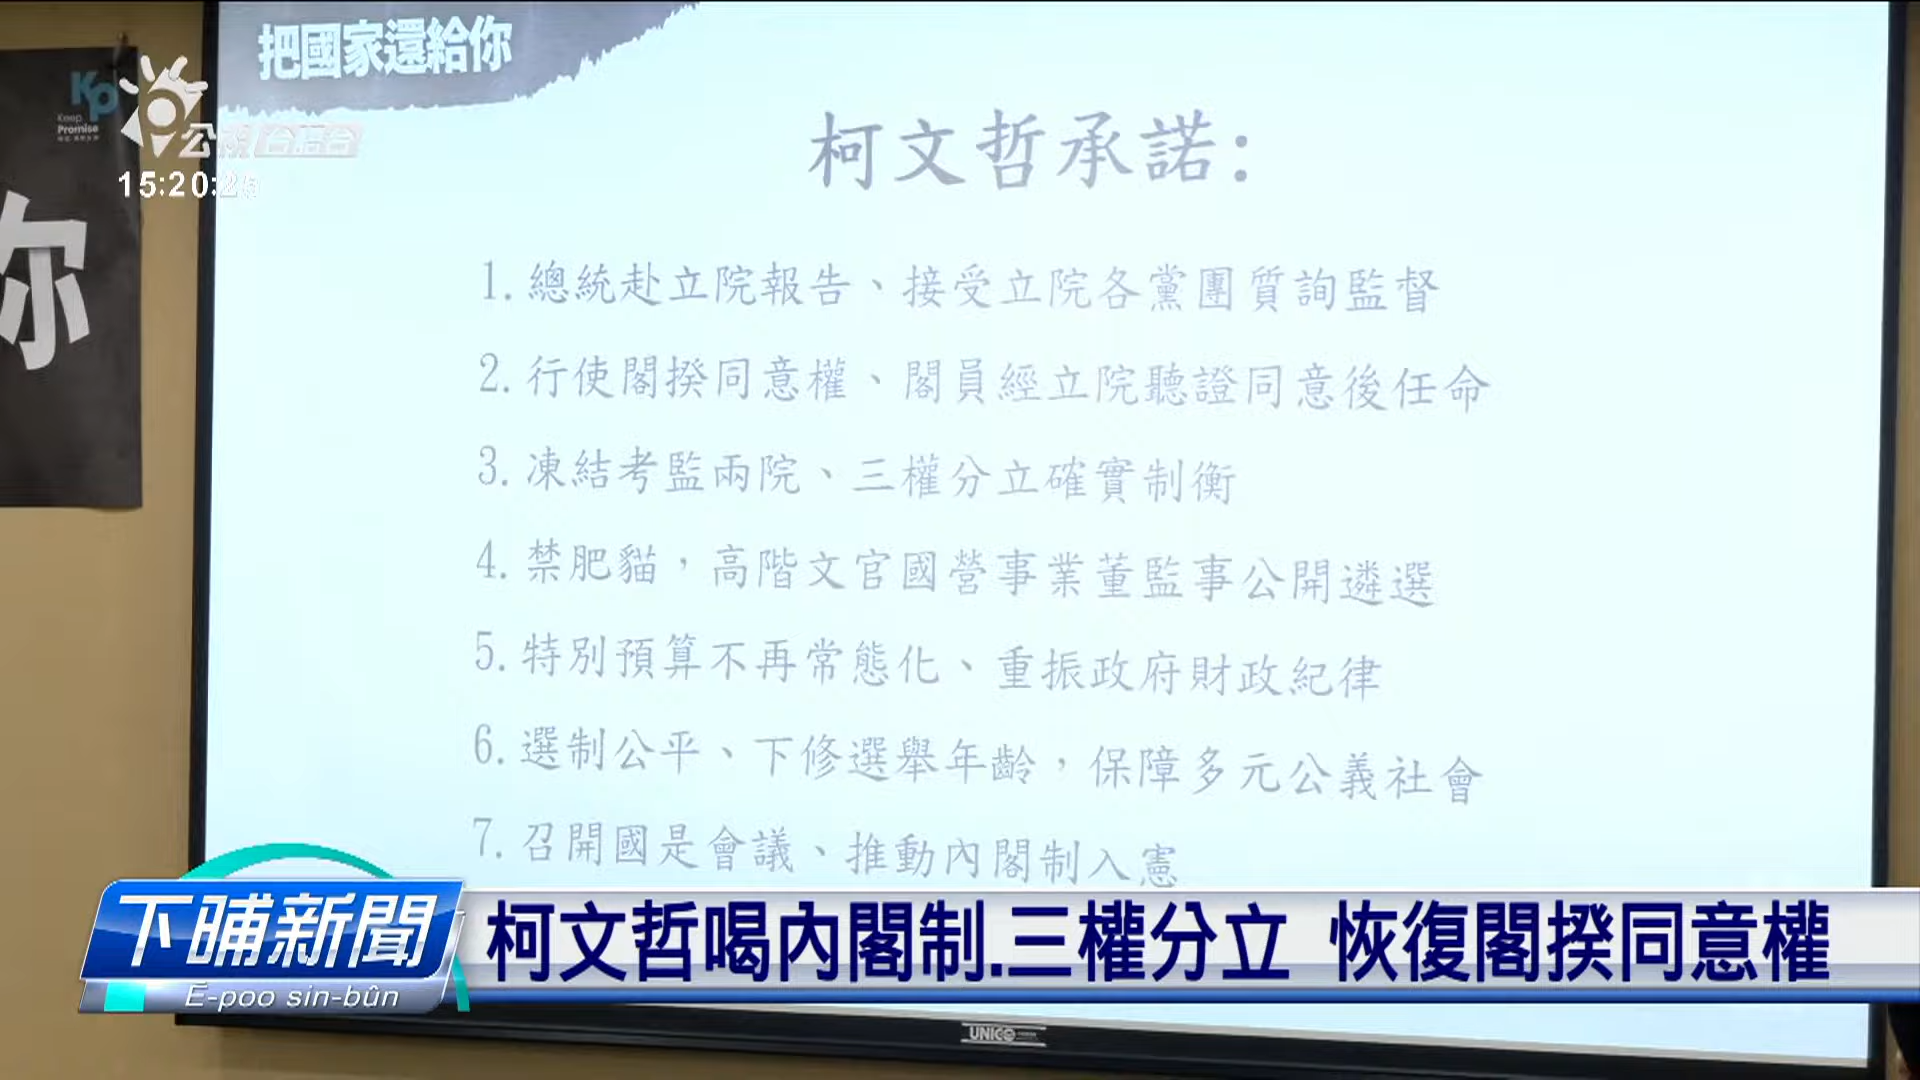 把國家還給你
KP
Keep
Promise
公視台語台
15:20:25
你
柯文哲承諾:
1.總統赴立院報告、接受立院各黨團質詢監督
2.行使閣揆同意權、閣員經立院聽證同意後任命
3.凍結考監兩院、三權分立確實制衡
4.禁肥貓,高階文官國營事業董監事公開遴選
5.特別預算不再常態化、重振政府財政紀律
6.選制公平、下修選舉年齡,保障多元公義社會
7.召開國是會議、推動內閣制入憲
下晡新聞
Ē-poo sin-bûn
柯文哲喝內閣制.三權分立 恢復閣揆同意權
UNICO